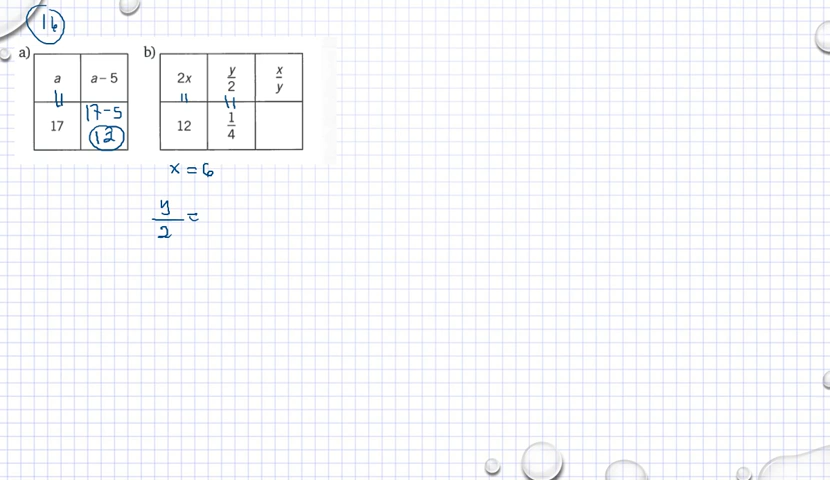 16
a)
b)
a
a - 5
2x
y/2
x/y
=
=
=
17
17-5
12
12
1/4
x = 6
y/2 =